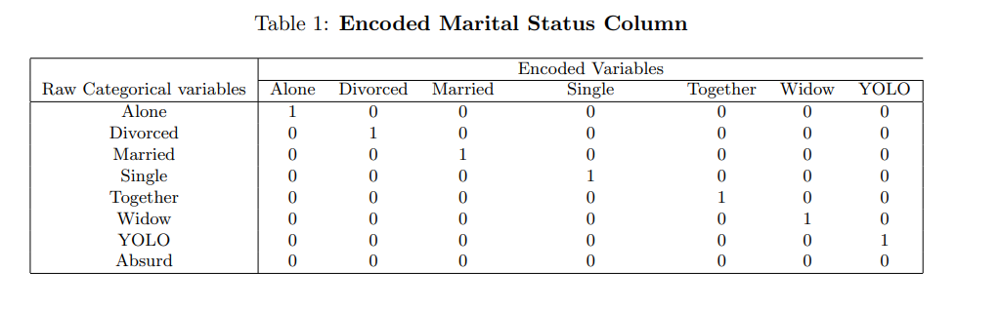 Table 1: Encoded Marital Status Column
Encoded Variables
Raw Categorical variables Alone Divorced Married Single Together Widow YOLO
Alone 1 0 0 0 0 0 0
Divorced 0 1 0 0 0 0 0
Married 0 0 1 0 0 0 0
Single 0 0 0 1 0 0 0
Together 0 0 0 0 1 0 0
Widow 0 0 0 0 0 1 0
YOLO 0 0 0 0 0 0 1
Absurd 0 0 0 0 0 0 0